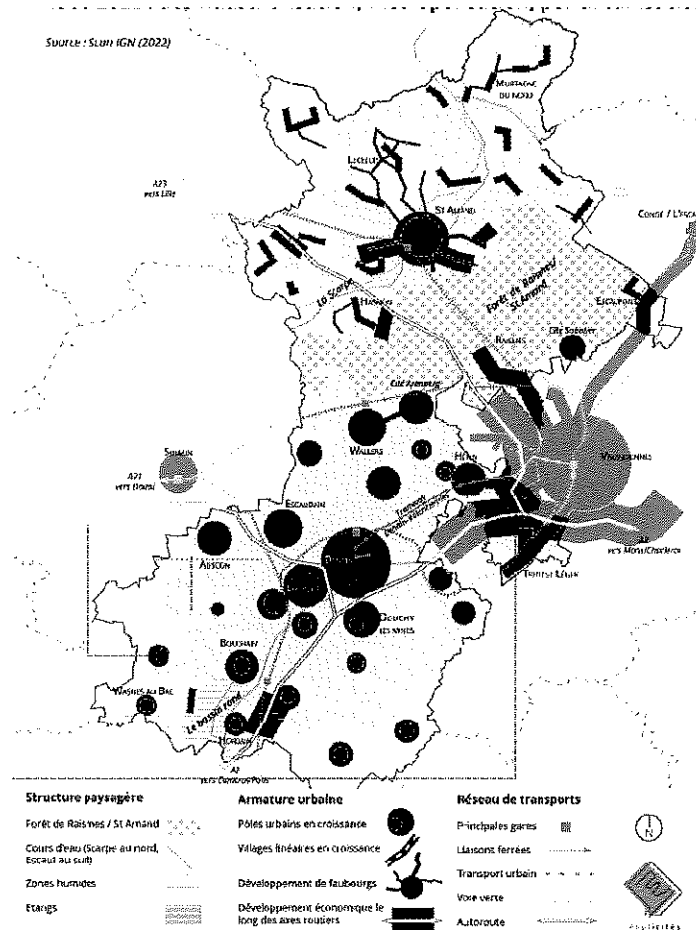 Source : Scan IGN (2022)
MORTAGNE
DU NORD
LECELLES
A23
vers Lille
ST AMAND
CONDÉ / L'ESCA
La Scarpe
Forêt de Raismes/
St Amand
HASNON
ESCAUTPONT
RAISMES
Cité Arenberg
WALLERS
SOMAIN
A21
vers Douai
HÉRIN
VALENCIENNES
ESCAUDAIN
Tramway
ABSCON
DENAIN
vers Mons/Charleroi
TRITH ST LÉGER
DOUCHY
LES MINES
BOUCHAIN
WASNES AU BAC
Le bassin rond
HORDAIN
A2
vers Cambrai/Paris
Structure paysagère
Forêt de Raismes / St Amand
Cours d'eau (Scarpe au nord,
Escaut au sud)
Zones humides
Etangs
Armature urbaine
Pôles urbains en croissance
Villages linéaires en croissance
Développement de faubourgs
Développement économique le
long des axes routiers
Réseau de transports
Principales gares
Liaisons ferrées
Transport urbain
Voie verte
Autoroute
N